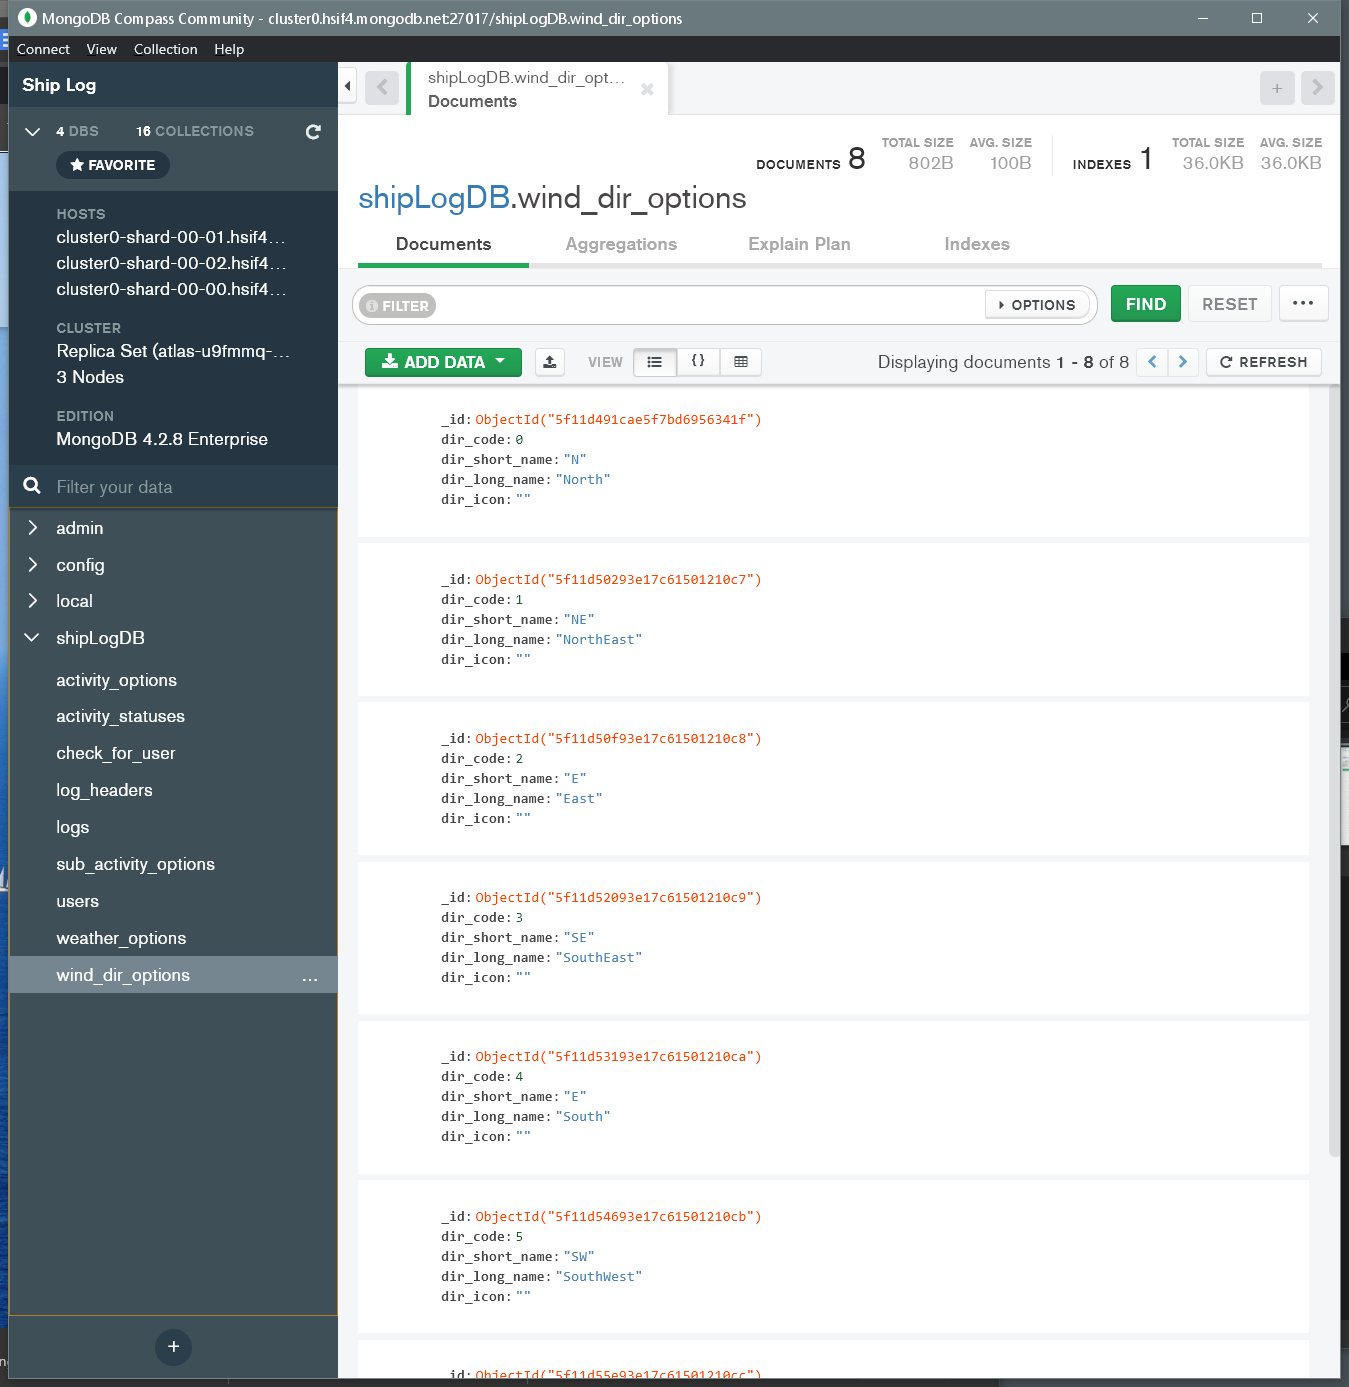 MongoDB Compass Community - cluster0.hsif4.mongodb.net:27017/shipLogDB.wind_dir_options
Connect View Collection Help
Ship Log
4 DBS 16 COLLECTIONS
FAVORITE
HOSTS
cluster0-shard-00-01.hsif4...
cluster0-shard-00-02.hsif4...
cluster0-shard-00-00.hsif4...
CLUSTER
Replica Set (atlas-u9fmmq-...
3 Nodes
EDITION
MongoDB 4.2.8 Enterprise
Filter your data
admin
config
local
shipLogDB
activity_options
activity_statuses
check_for_user
log_headers
logs
sub_activity_options
users
weather_options
wind_dir_options ...
+
shipLogDB.wind_dir_opt...
Documents
+
DOCUMENTS 8 TOTAL SIZE 802B AVG. SIZE 100B INDEXES 1 TOTAL SIZE 36.0KB AVG. SIZE 36.0KB
shipLogDB.wind_dir_options
Documents Aggregations Explain Plan Indexes
FILTER OPTIONS FIND RESET ...
ADD DATA VIEW {} Displaying documents 1 - 8 of 8 < > REFRESH
_id: ObjectId("5f11d491cae5f7bd6956341f")
dir_code: 0
dir_short_name: "N"
dir_long_name: "North"
dir_icon: ""
_id: ObjectId("5f11d50293e17c61501210c7")
dir_code: 1
dir_short_name: "NE"
dir_long_name: "NorthEast"
dir_icon: ""
_id: ObjectId("5f11d50f93e17c61501210c8")
dir_code: 2
dir_short_name: "E"
dir_long_name: "East"
dir_icon: ""
_id: ObjectId("5f11d52093e17c61501210c9")
dir_code: 3
dir_short_name: "SE"
dir_long_name: "SouthEast"
dir_icon: ""
_id: ObjectId("5f11d53193e17c61501210ca")
dir_code: 4
dir_short_name: "E"
dir_long_name: "South"
dir_icon: ""
_id: ObjectId("5f11d54693e17c61501210cb")
dir_code: 5
dir_short_name: "SW"
dir_long_name: "SouthWest"
dir_icon: ""
_id: ObjectId("5f11d55e93e17c61501210cc")